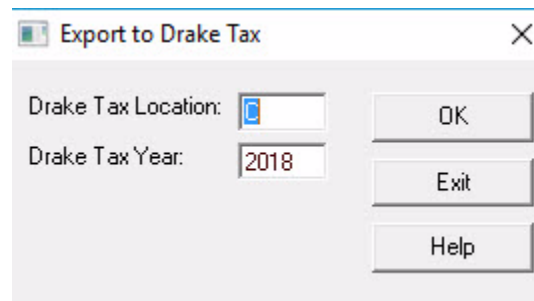 Export to Drake Tax
Drake Tax Location: C
OK
Drake Tax Year: 2018
Exit
Help